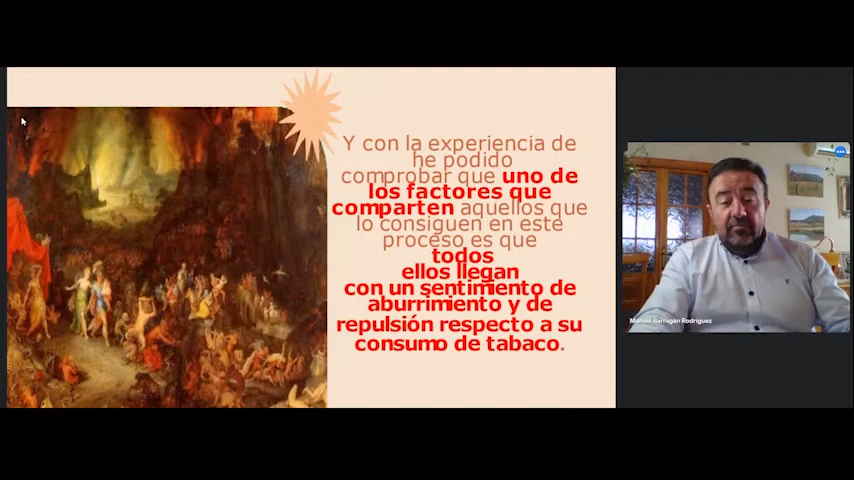 Y con la experiencia de
he podido
comprobar que uno de
los factores que
comparten aquellos que
lo consiguen en este
proceso es que
todos
ellos llegan
con un sentimiento de
aburrimiento y de
repulsión respecto a su
consumo de tabaco.
Manuel Barragán Rodríguez